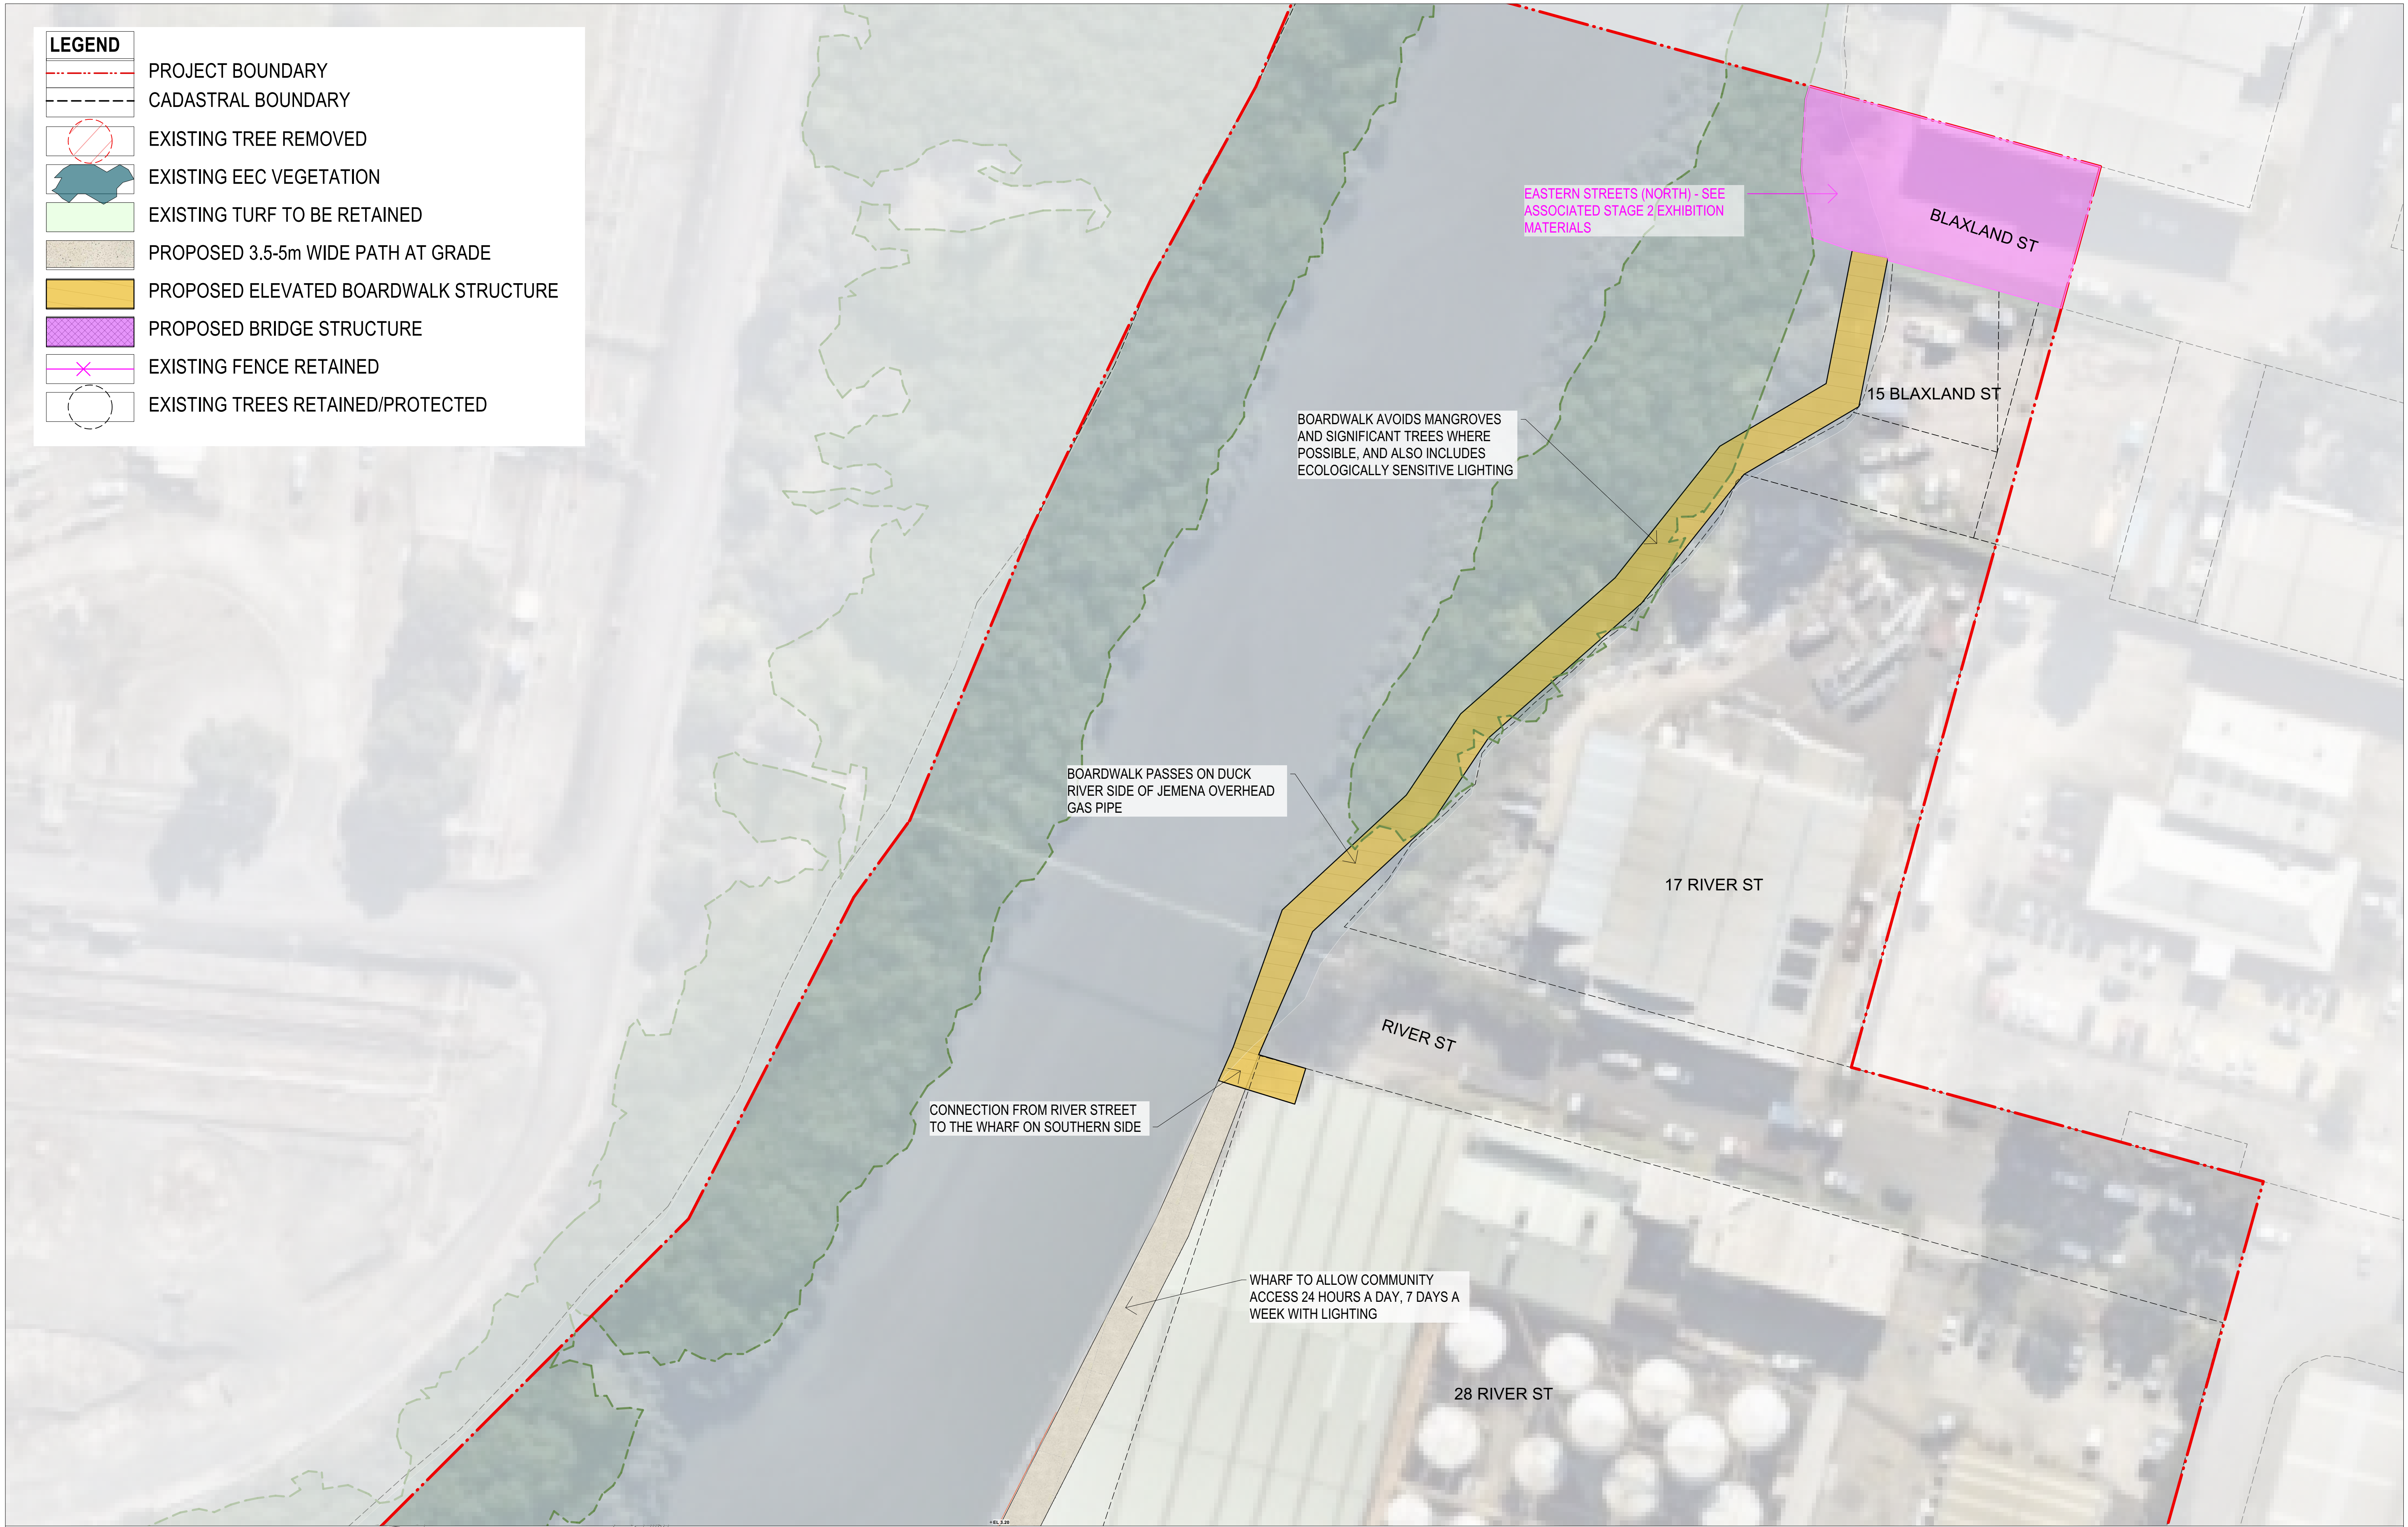 LEGEND
PROJECT BOUNDARY
CADASTRAL BOUNDARY
EXISTING TREE REMOVED
EXISTING EEC VEGETATION
EXISTING TURF TO BE RETAINED
PROPOSED 3.5-5m WIDE PATH AT GRADE
PROPOSED ELEVATED BOARDWALK STRUCTURE
PROPOSED BRIDGE STRUCTURE
EXISTING FENCE RETAINED
EXISTING TREES RETAINED/PROTECTED
EASTERN STREETS (NORTH) - SEE
ASSOCIATED STAGE 2 EXHIBITION
MATERIALS
BLAXLAND ST
15 BLAXLAND ST
BOARDWALK AVOIDS MANGROVES
AND SIGNIFICANT TREES WHERE
POSSIBLE, AND ALSO INCLUDES
ECOLOGICALLY SENSITIVE LIGHTING
BOARDWALK PASSES ON DUCK
RIVER SIDE OF JEMENA OVERHEAD
GAS PIPE
17 RIVER ST
RIVER ST
CONNECTION FROM RIVER STREET
TO THE WHARF ON SOUTHERN SIDE
WHARF TO ALLOW COMMUNITY
ACCESS 24 HOURS A DAY, 7 DAYS A
WEEK WITH LIGHTING
28 RIVER ST